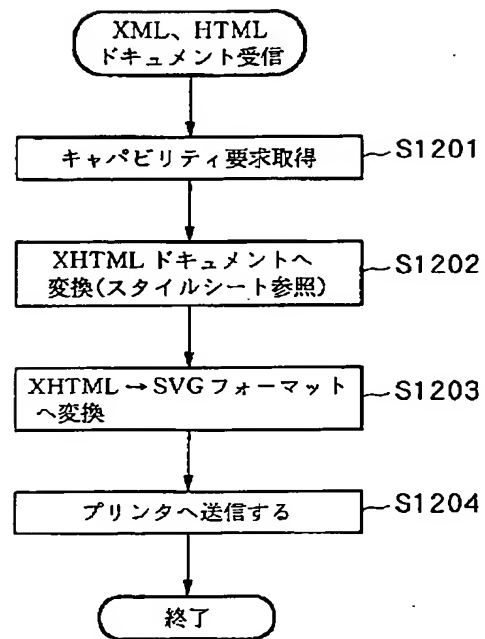 XML、HTML
ドキュメント受信
キャパビリティ要求取得
S1201
XHTML ドキュメントへ
変換(スタイルシート参照)
S1202
XHTML → SVG フォーマット
へ変換
S1203
プリンタへ送信する
S1204
終了